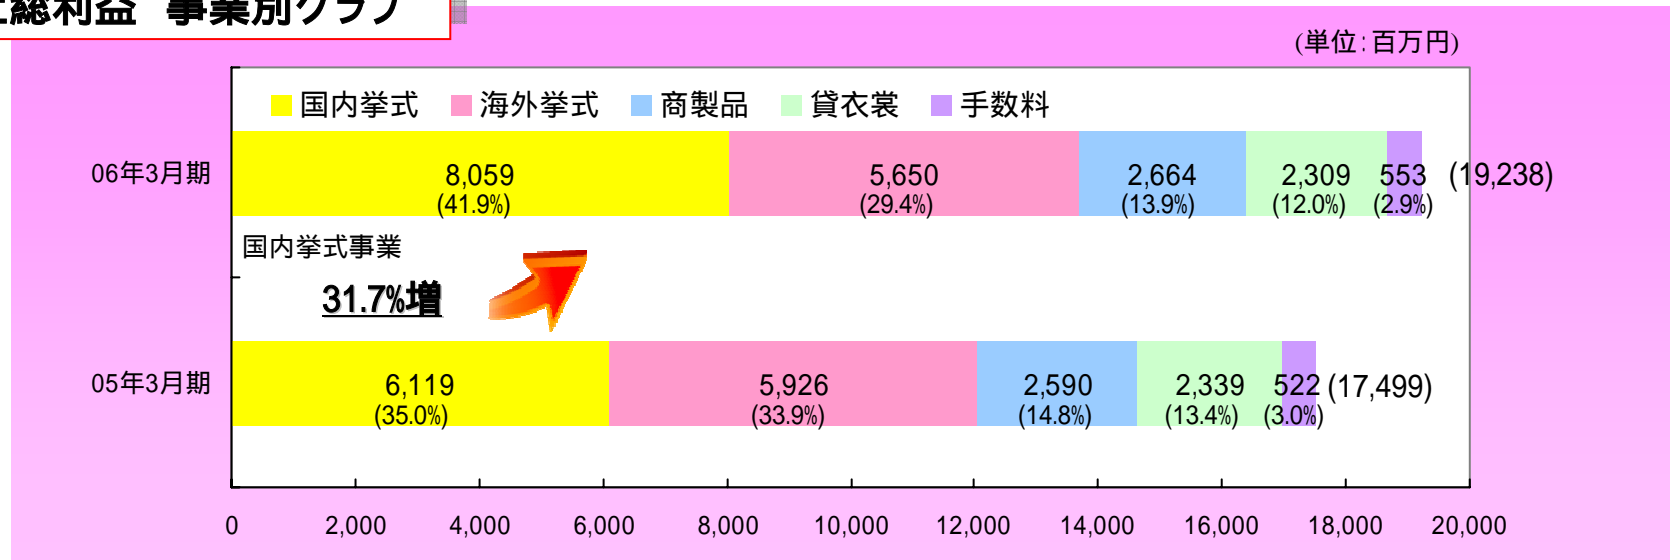 総利益 事業別グラフ
(単位:百万円)
国内挙式 海外挙式 商製品 貸衣裳 手数料
06年3月期
8,059 5,650 2,664 2,309 553 (19,238)
(41.9%) (29.4%) (13.9%) (12.0%) (2.9%)
国内挙式事業
31.7%増
05年3月期
6,119 5,926 2,590 2,339 522 (17,499)
(35.0%) (33.9%) (14.8%) (13.4%) (3.0%)
0 2,000 4,000 6,000 8,000 10,000 12,000 14,000 16,000 18,000 20,000